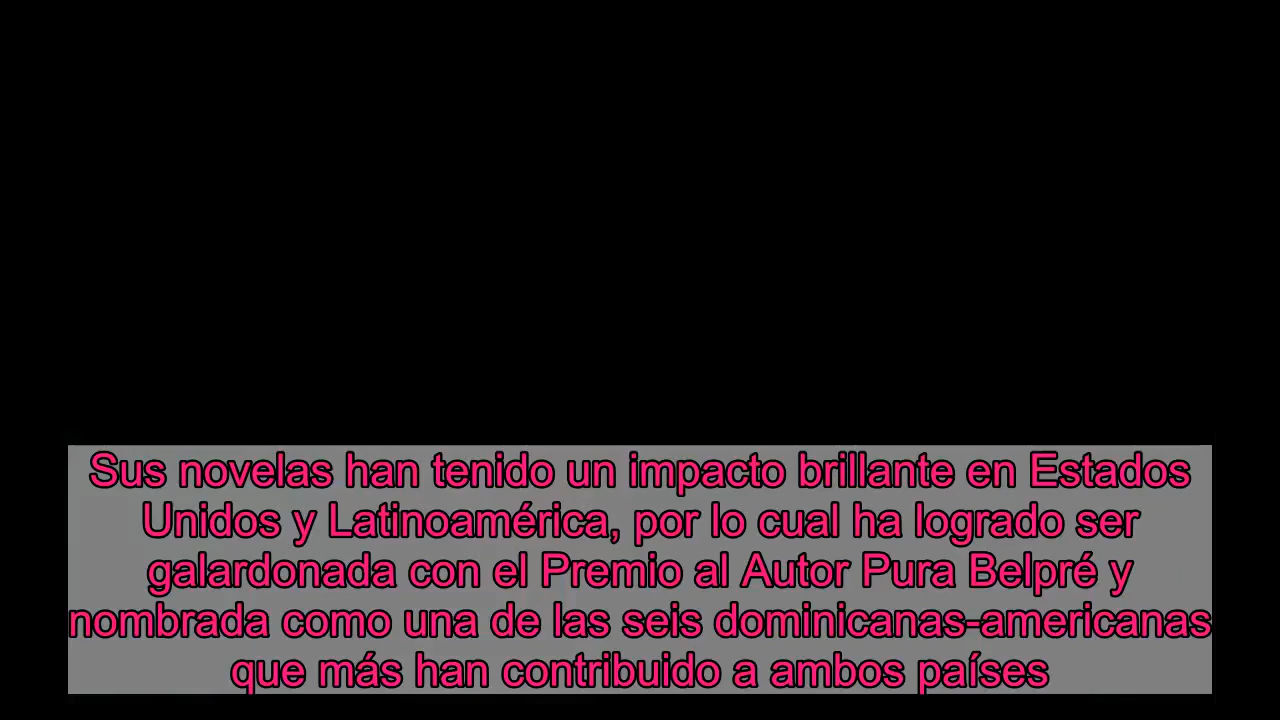 Sus novelas han tenido un impacto brillante en Estados
Unidos y Latinoamérica, por lo cual ha logrado ser
galardonada con el Premio al Autor Pura Belpré y
nombrada como una de las seis dominicanas-americanas
que más han contribuido a ambos países